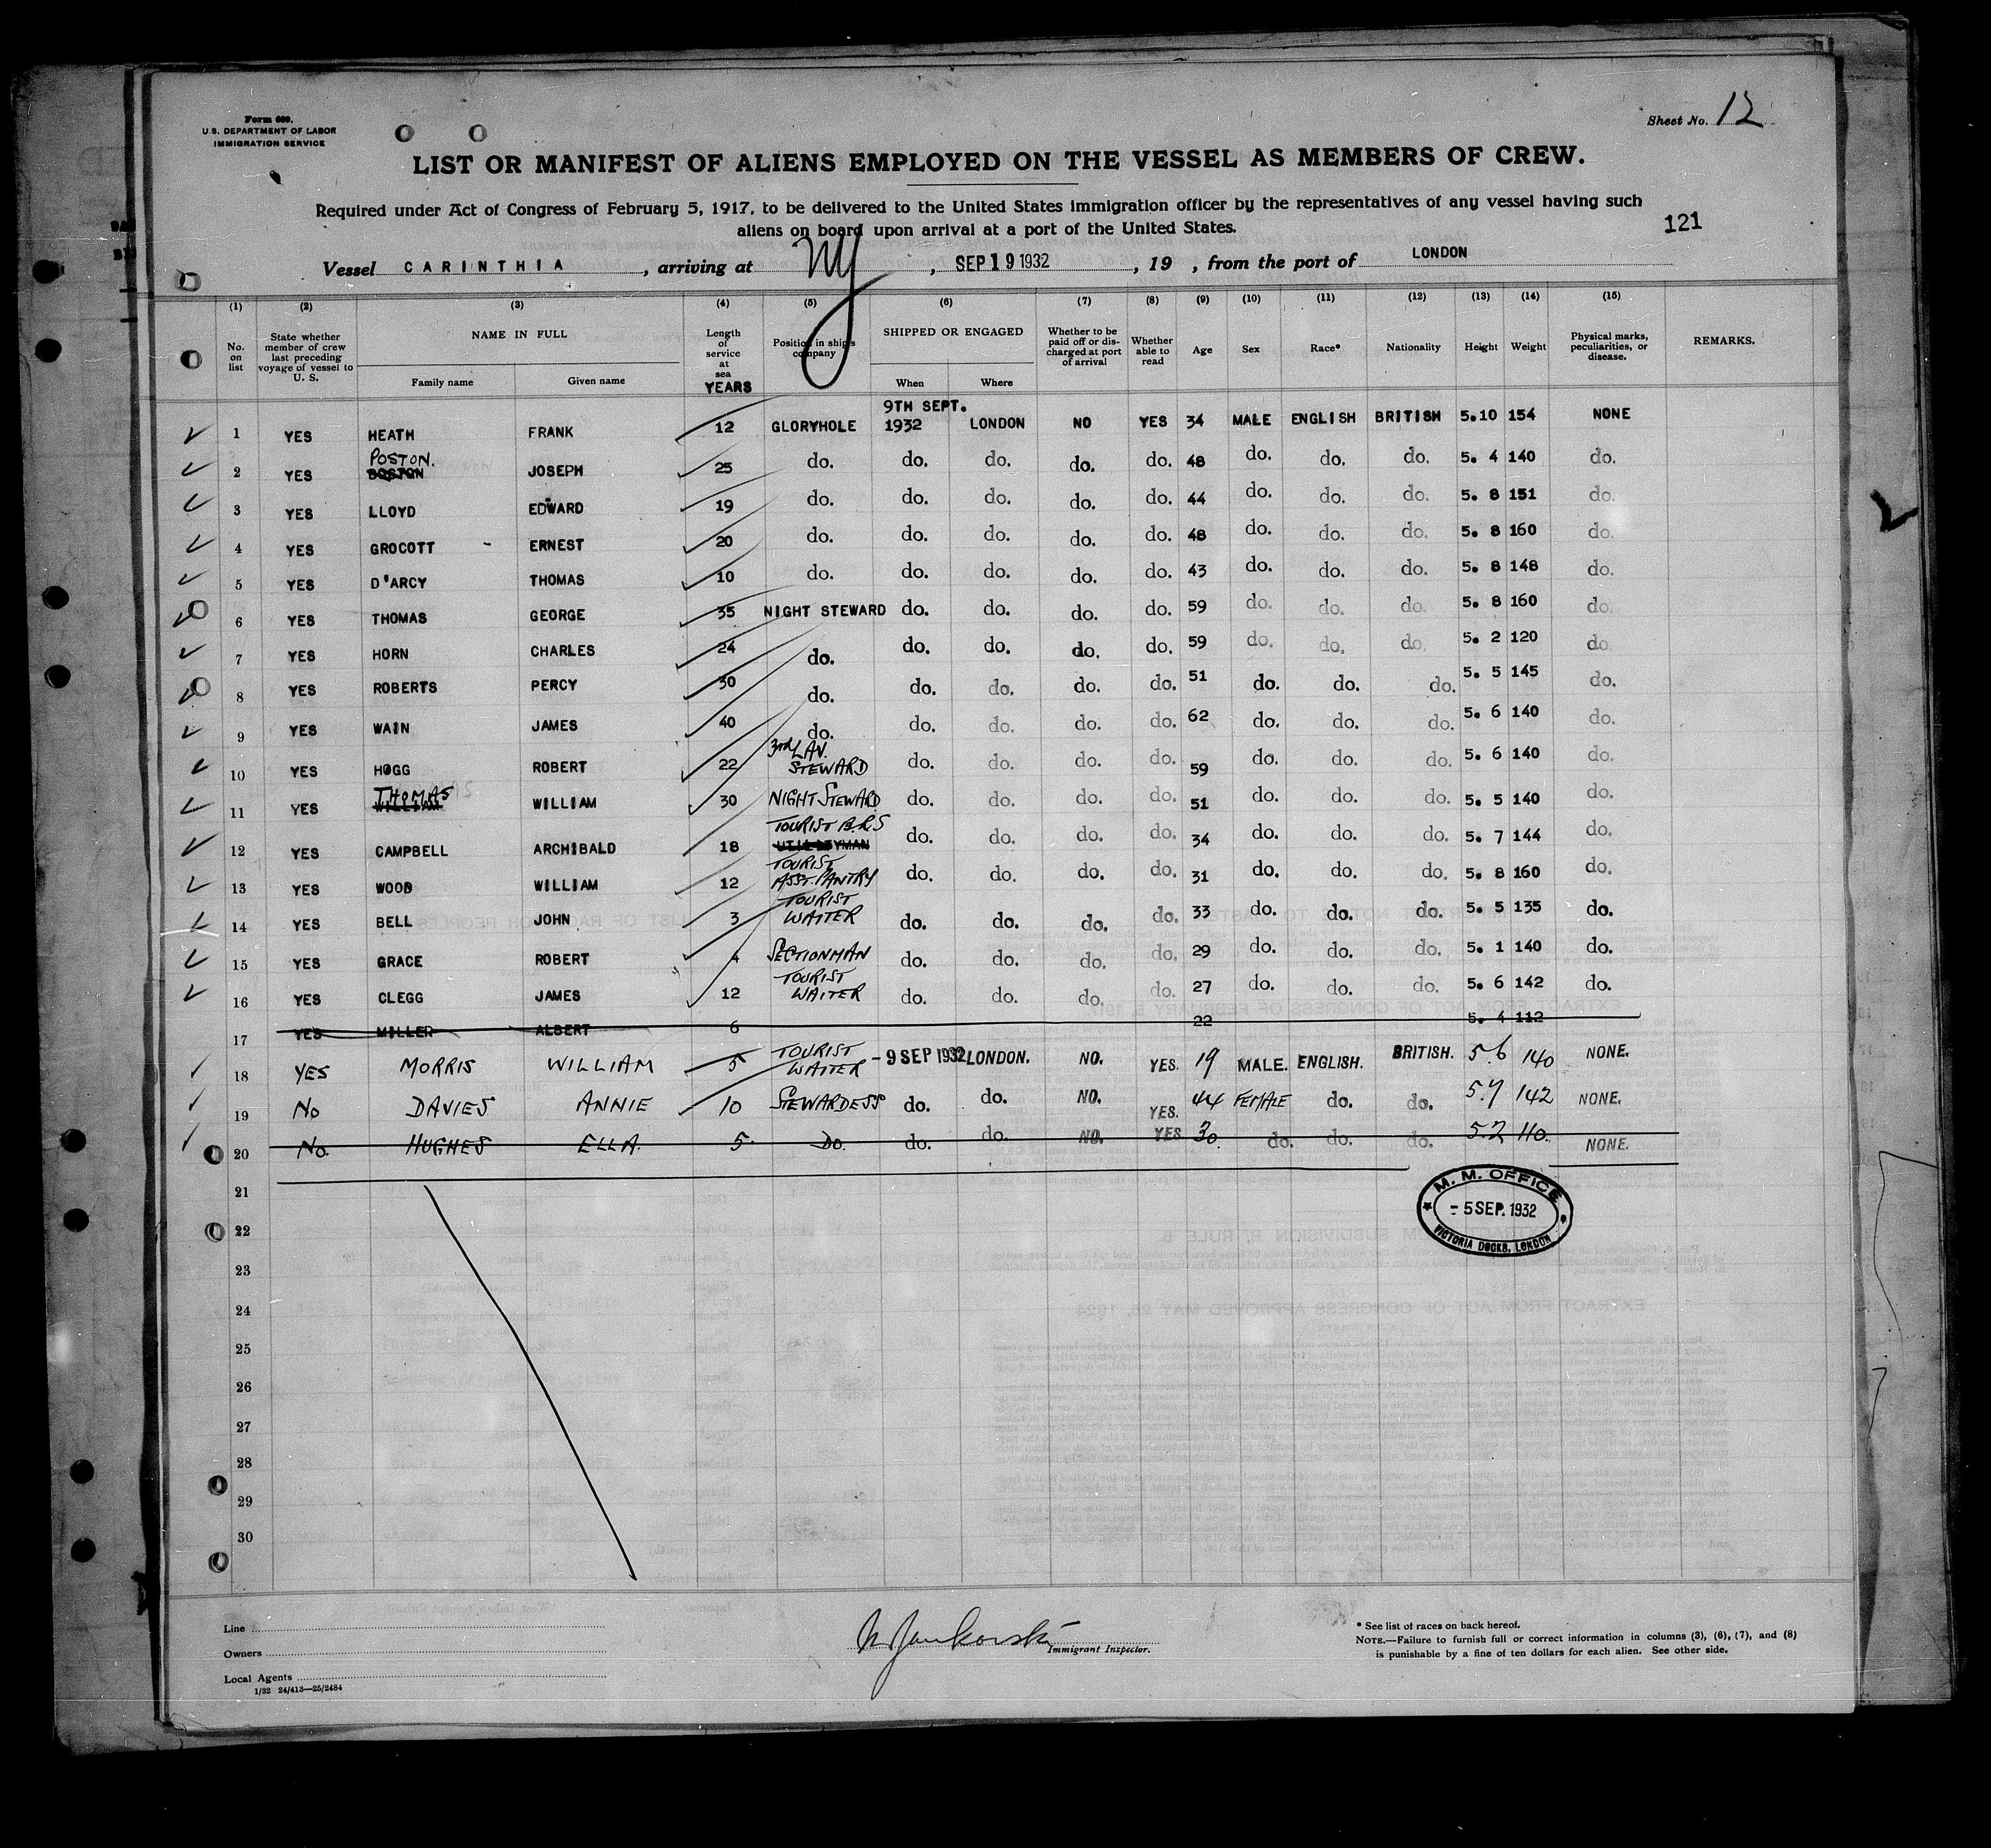 Form 689.
U.S. DEPARTMENT OF LABOR
IMMIGRATION SERVICE
Sheet No. 12
LIST OR MANIFEST OF ALIENS EMPLOYED ON THE VESSEL AS MEMBERS OF CREW.
Required under Act of Congress of February 5, 1917, to be delivered to the United States immigration officer by the representatives of any vessel having such
aliens on board upon arrival at a port of the United States.
121
Vessel CARINTHIA, arriving at NY, SEP 19 1932, 19 , from the port of LONDON
(1) (2) (3) (4) (5) (6) (7) (8) (9) (10) (11) (12) (13) (14) (15)
No. on list State whether member of crew last preceding voyage of vessel to U. S. NAME IN FULL Family name Given name Length of service at sea YEARS Position in ship's company SHIPPED OR ENGAGED When Where Whether to be paid off or discharged at port of arrival Whether able to read Age Sex Race* Nationality Height Weight Physical marks, peculiarities, or disease. REMARKS.
1 YES HEATH FRANK 12 GLORYHOLE 9TH SEPT. 1932 LONDON NO YES 34 MALE ENGLISH BRITISH 5.10 154 NONE
2 YES POSTON. BOSTON JOSEPH 25 do. do. do. do. do. 48 do. do. do. 5. 4 140 do.
3 YES LLOYD EDWARD 19 do. do. do. do. do. 44 do. do. do. 5. 8 151 do.
4 YES GROCOTT - ERNEST 20 do. do. do. do. do. 48 do. do. do. 5. 8 160 do.
5 YES D'ARCY THOMAS 10 do. do. do. do. do. 43 do. do. do. 5. 8 148 do.
6 YES THOMAS GEORGE 35 NIGHT STEWARD do. do. do. do. 59 do. do. do. 5. 8 160 do.
7 YES HORN CHARLES 24 do. do. do. do. do. 59 do. do. do. 5. 2 120 do.
8 YES ROBERTS PERCY 30 do. do. do. do. do. 51 do. do. do. 5. 5 145 do.
9 YES WAIN JAMES 40 do. do. do. do. do. 62 do. do. do. 5. 6 140 do.
10 YES HOGG ROBERT 22 3rd LAV. STEWARD do. do. do. do. 59 do. do. do. 5. 6 140 do.
11 YES THOMAS WILLIAM WILLIAM 30 NIGHT STEWARD do. do. do. do. 51 do. do. do. 5. 5 140 do.
12 YES CAMPBELL ARCHIBALD 18 TOURIST B.R.S UTILITYMAN do. do. do. do. 34 do. do. do. 5. 7 144 do.
13 YES WOOD WILLIAM 12 TOURIST ASST. PANTRY do. do. do. do. 31 do. do. do. 5. 8 160 do.
14 YES BELL JOHN 3 TOURIST WAITER do. do. do. do. 33 do. do. do. 5. 5 135 do.
15 YES GRACE ROBERT 4 SECTIONMAN do. do. do. do. 29 do. do. do. 5. 1 140 do.
16 YES CLEGG JAMES 12 TOURIST WAITER do. do. do. do. 27 do. do. do. 5. 6 142 do.
17 YES MILLER ALBERT 6 22 5. 4 112
18 YES MORRIS WILLIAM 5 TOURIST WAITER - 9 SEP 1932 LONDON. NO. YES. 19 MALE. ENGLISH. BRITISH. 5.6 140 NONE.
19 No DAVIES ANNIE 10 STEWARDESS do. do. NO. YES. 44 FEMALE do. do. 5.7 142 NONE.
20 No. HUGHES ELLA. 5. Do. do. do. NO. YES 30. do. do. do. 5.2 110. NONE.
21
22
23
24
25
26
27
28
29
30
M. M. OFFICE
- 5 SEP. 1932
VICTORIA DOCKS, LONDON
Line
Owners
Local Agents
1/32 24/413—25/2484
Immigrant Inspector.
* See list of races on back hereof.
NOTE.—Failure to furnish full or correct information in columns (3), (6), (7), and (8)
is punishable by a fine of ten dollars for each alien. See other side.